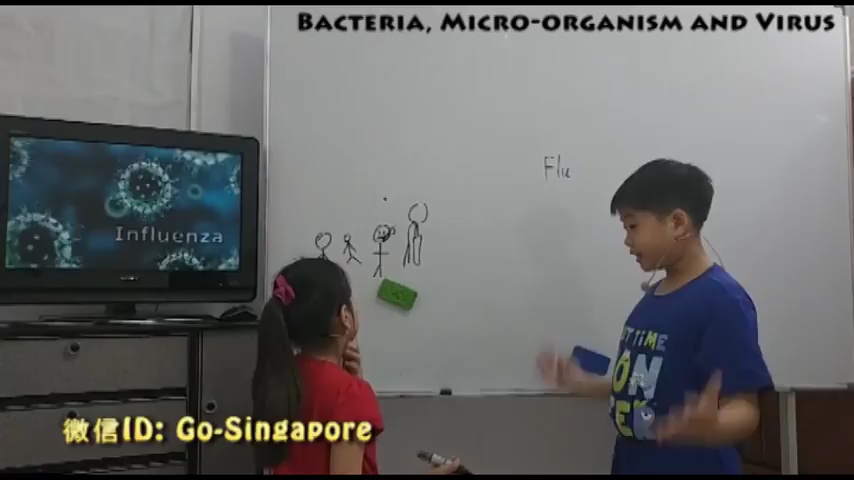 BACTERIA, MICRO-ORGANISM AND VIRUS
Flu
Influenza
微信ID: Go-Singapore